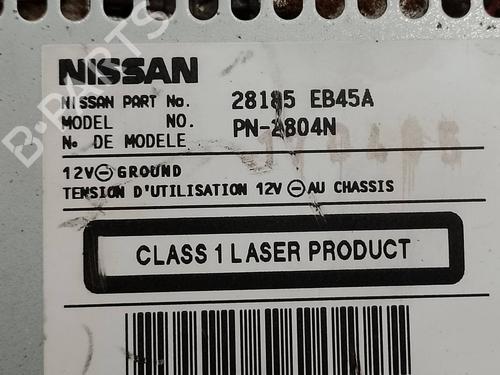 NISSAN
NISSAN PART No. 28185 EB45A
MODEL NO. PN-2804N
No. DE MODELE
12V⊖GROUND
TENSION D'UTILISATION 12V ⊖ AU CHASSIS
CLASS 1 LASER PRODUCT
B-PARTS